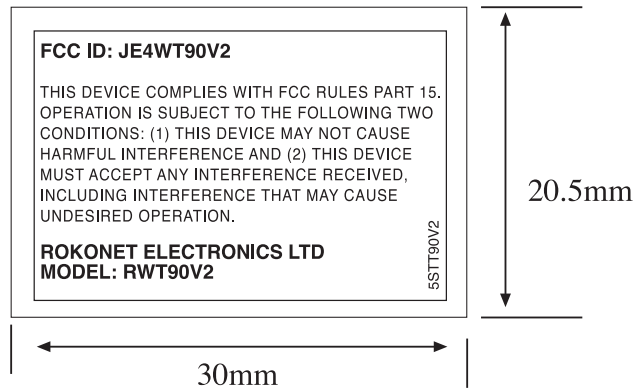 FCC ID: JE4WT90V2
THIS DEVICE COMPLIES WITH FCC RULES PART 15.
OPERATION IS SUBJECT TO THE FOLLOWING TWO
CONDITIONS: (1) THIS DEVICE MAY NOT CAUSE
HARMFUL INTERFERENCE AND (2) THIS DEVICE
MUST ACCEPT ANY INTERFERENCE RECEIVED,
INCLUDING INTERFERENCE THAT MAY CAUSE
UNDESIRED OPERATION.
ROKONET ELECTRONICS LTD
MODEL: RWT90V2
5STT90V2
20.5mm
30mm